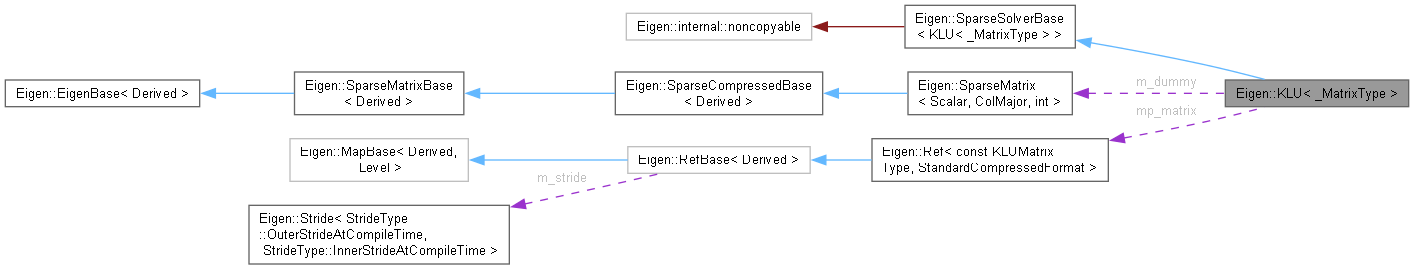 Eigen::internal::noncopyable
Eigen::SparseSolverBase
< KLU< _MatrixType > >
Eigen::EigenBase< Derived >
Eigen::SparseMatrixBase
< Derived >
Eigen::SparseCompressedBase
< Derived >
Eigen::SparseMatrix
< Scalar, ColMajor, int >
m_dummy
Eigen::KLU< _MatrixType >
mp_matrix
Eigen::MapBase< Derived,
Level >
Eigen::RefBase< Derived >
Eigen::Ref< const KLUMatrix
Type, StandardCompressedFormat >
m_stride
Eigen::Stride< StrideType
::OuterStrideAtCompileTime,
StrideType::InnerStrideAtCompileTime >